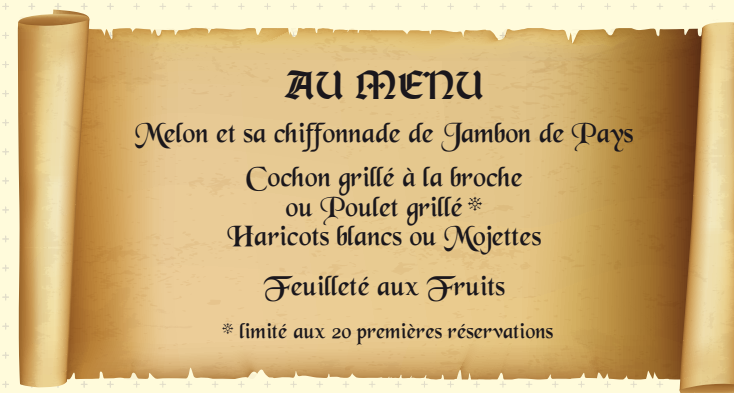 AU MENU
Melon et sa chiffonnade de Jambon de Pays
Cochon grillé à la broche
ou Poulet grillé *
Haricots blancs ou Mojettes
Feuilleté aux Fruits
* limité aux 20 premières réservations